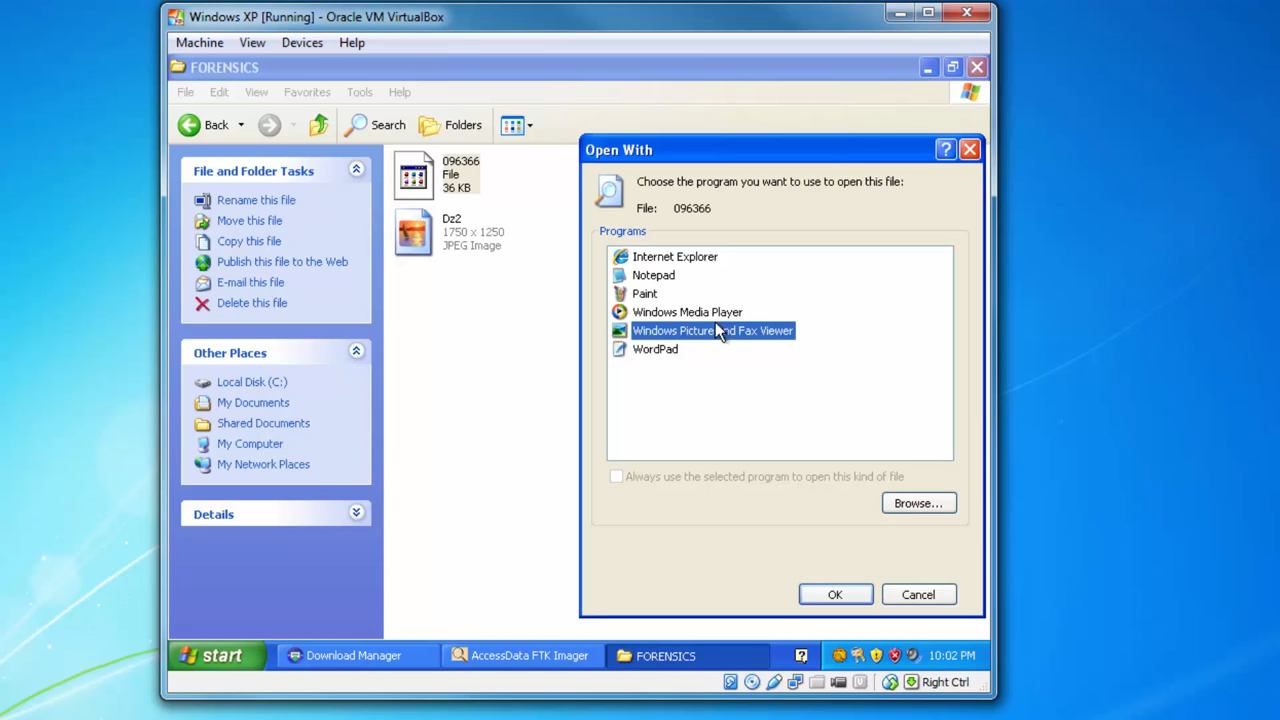 Windows XP [Running] - Oracle VM VirtualBox
Machine View Devices Help
FORENSICS
File Edit View Favorites Tools Help
Back Search Folders
File and Folder Tasks
Rename this file
Move this file
Copy this file
Publish this file to the Web
E-mail this file
Delete this file
Other Places
Local Disk (C:)
My Documents
Shared Documents
My Computer
My Network Places
Details
096366
File
36 KB
Dz2
1750 x 1250
JPEG Image
Open With
Choose the program you want to use to open this file:
File: 096366
Programs
Internet Explorer
Notepad
Paint
Windows Media Player
Windows Picture and Fax Viewer
WordPad
Always use the selected program to open this kind of file
Browse...
OK Cancel
start Download Manager AccessData FTK Imager FORENSICS 10:02 PM
Right Ctrl